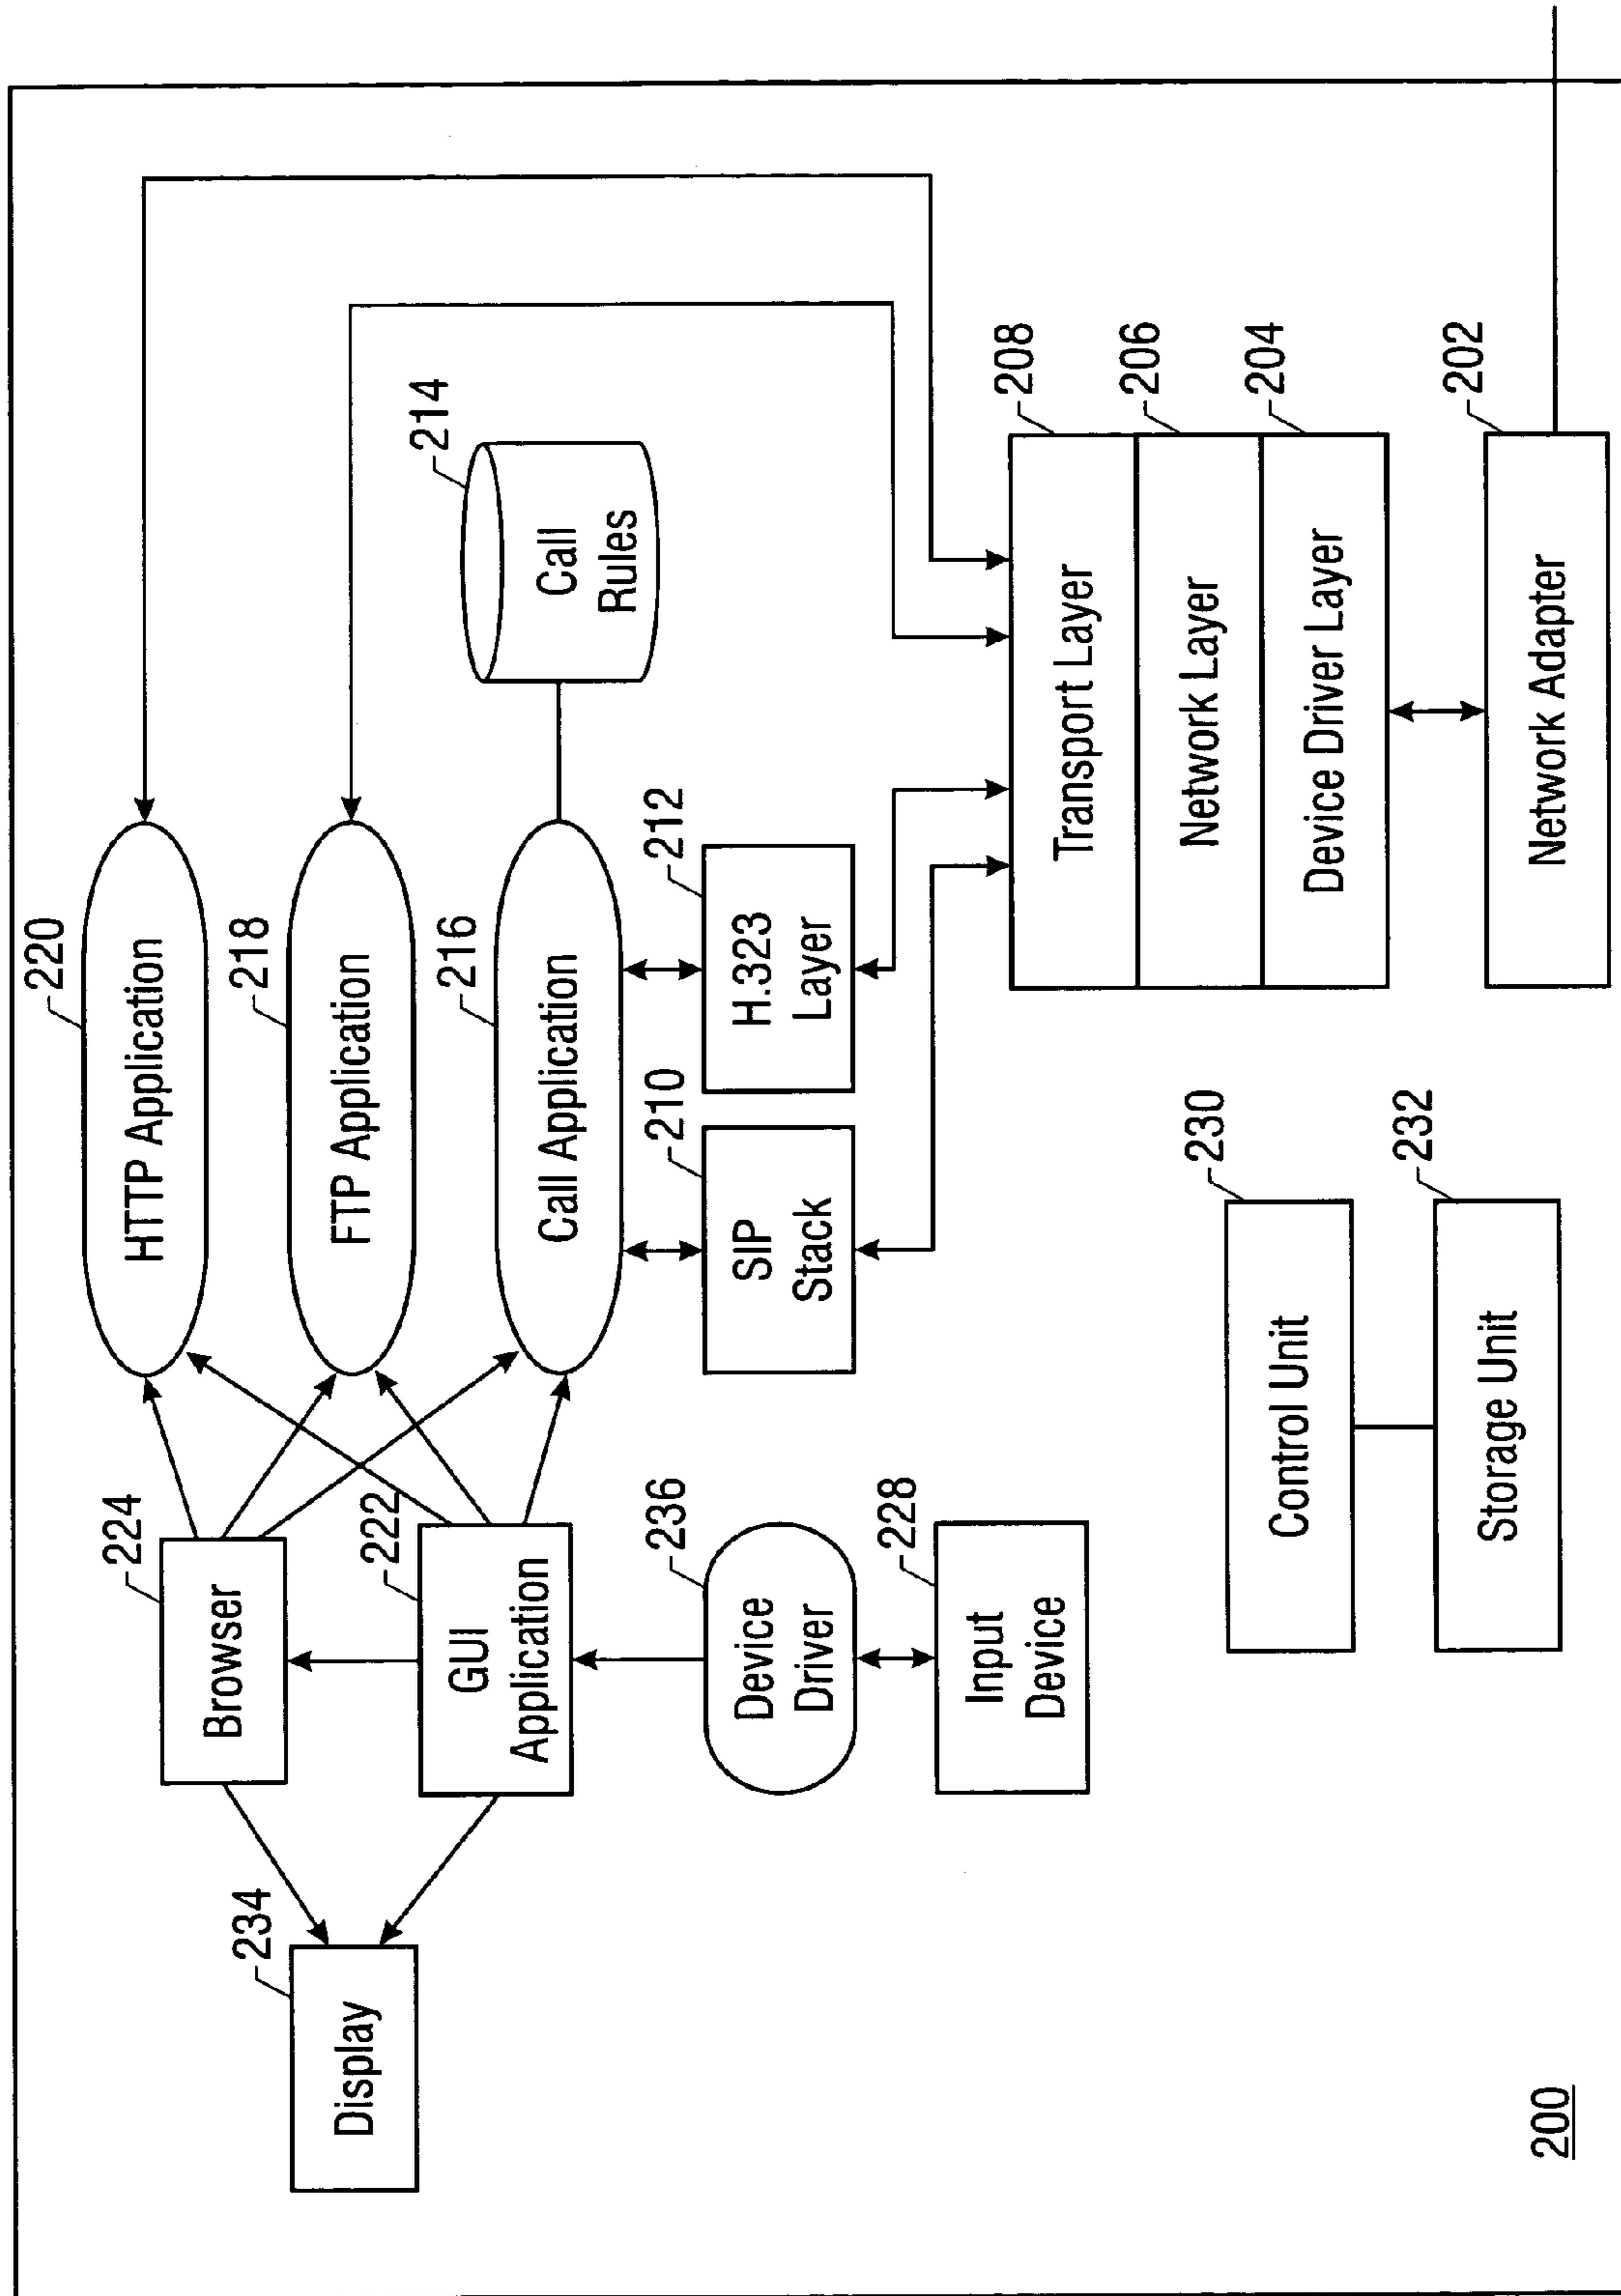 220
HTTP Application
224
Browser
218
FTP Application
234
Display
222
GUI
Application
216
Call Application
214
Call
Rules
236
Device
Driver
210
SIP
Stack
212
H.323
Layer
228
Input
Device
208
Transport Layer
206
Network Layer
204
Device Driver Layer
230
Control Unit
232
Storage Unit
202
Network Adapter
200